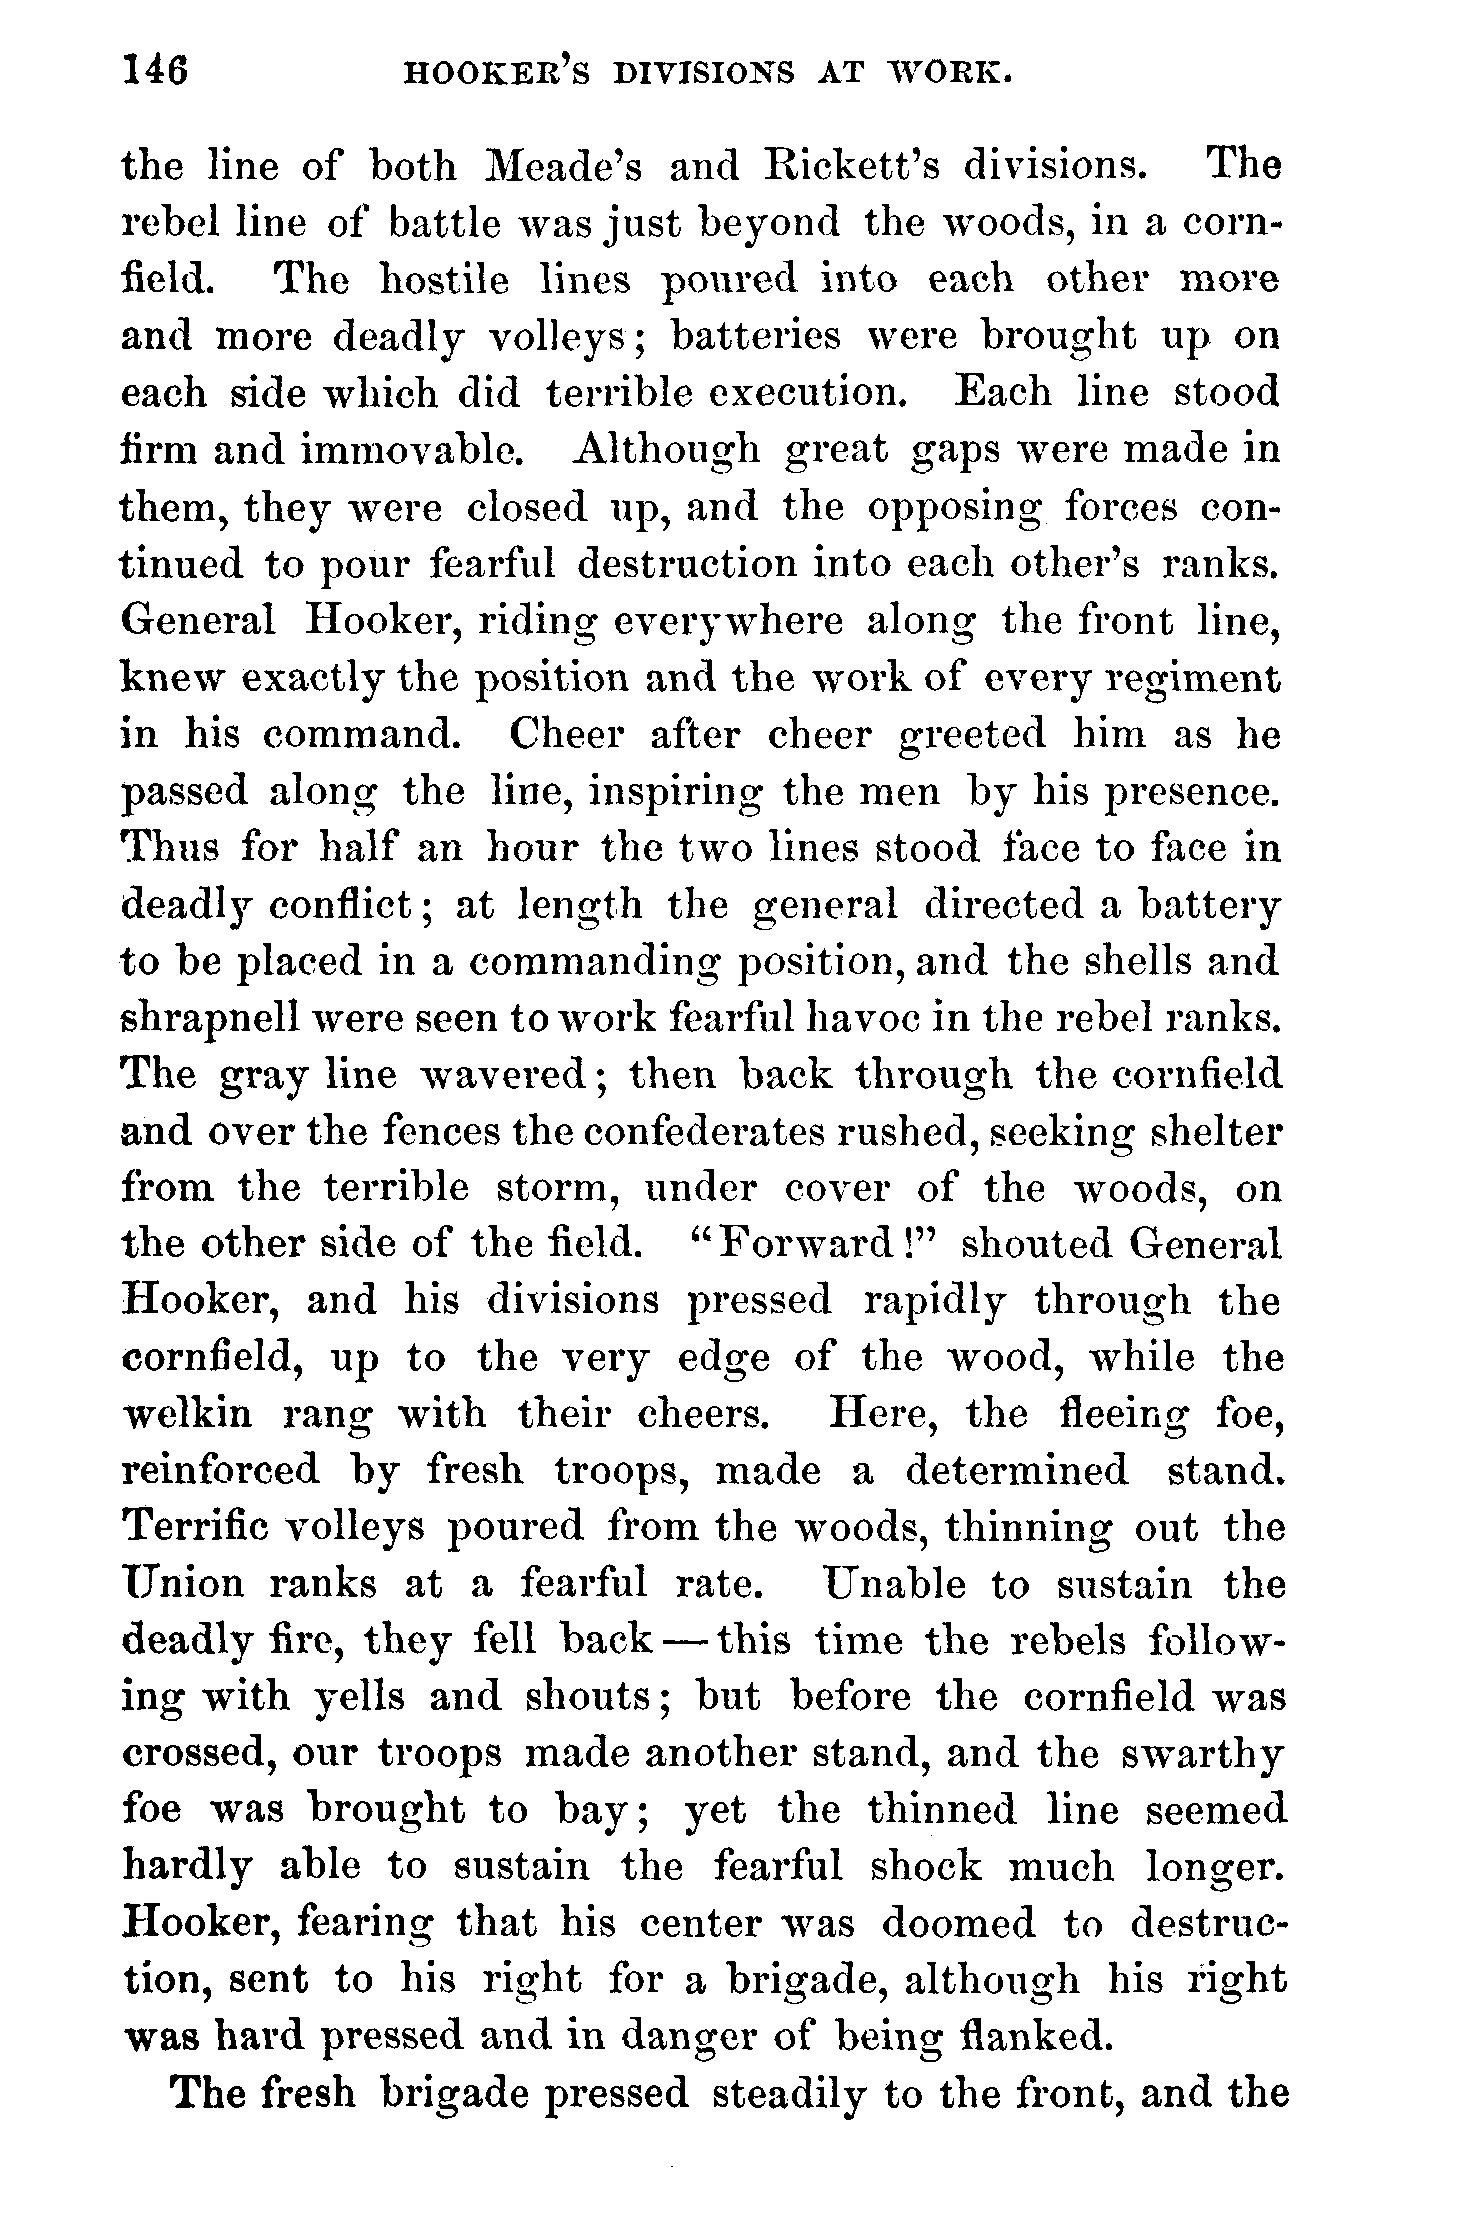 146 HOOKER'S DIVISIONS AT WORK.
the line of both Meade's and Rickett's divisions. The
rebel line of battle was just beyond the woods, in a corn-
field. The hostile lines poured into each other more
and more deadly volleys; batteries were brought up on
each side which did terrible execution. Each line stood
firm and immovable. Although great gaps were made in
them, they were closed up, and the opposing forces con-
tinued to pour fearful destruction into each other's ranks.
General Hooker, riding everywhere along the front line,
knew exactly the position and the work of every regiment
in his command. Cheer after cheer greeted him as he
passed along the line, inspiring the men by his presence.
Thus for half an hour the two lines stood face to face in
deadly conflict; at length the general directed a battery
to be placed in a commanding position, and the shells and
shrapnell were seen to work fearful havoc in the rebel ranks.
The gray line wavered; then back through the cornfield
and over the fences the confederates rushed, seeking shelter
from the terrible storm, under cover of the woods, on
the other side of the field. "Forward!" shouted General
Hooker, and his divisions pressed rapidly through the
cornfield, up to the very edge of the wood, while the
welkin rang with their cheers. Here, the fleeing foe,
reinforced by fresh troops, made a determined stand.
Terrific volleys poured from the woods, thinning out the
Union ranks at a fearful rate. Unable to sustain the
deadly fire, they fell back — this time the rebels follow-
ing with yells and shouts; but before the cornfield was
crossed, our troops made another stand, and the swarthy
foe was brought to bay; yet the thinned line seemed
hardly able to sustain the fearful shock much longer.
Hooker, fearing that his center was doomed to destruc-
tion, sent to his right for a brigade, although his right
was hard pressed and in danger of being flanked.
The fresh brigade pressed steadily to the front, and the